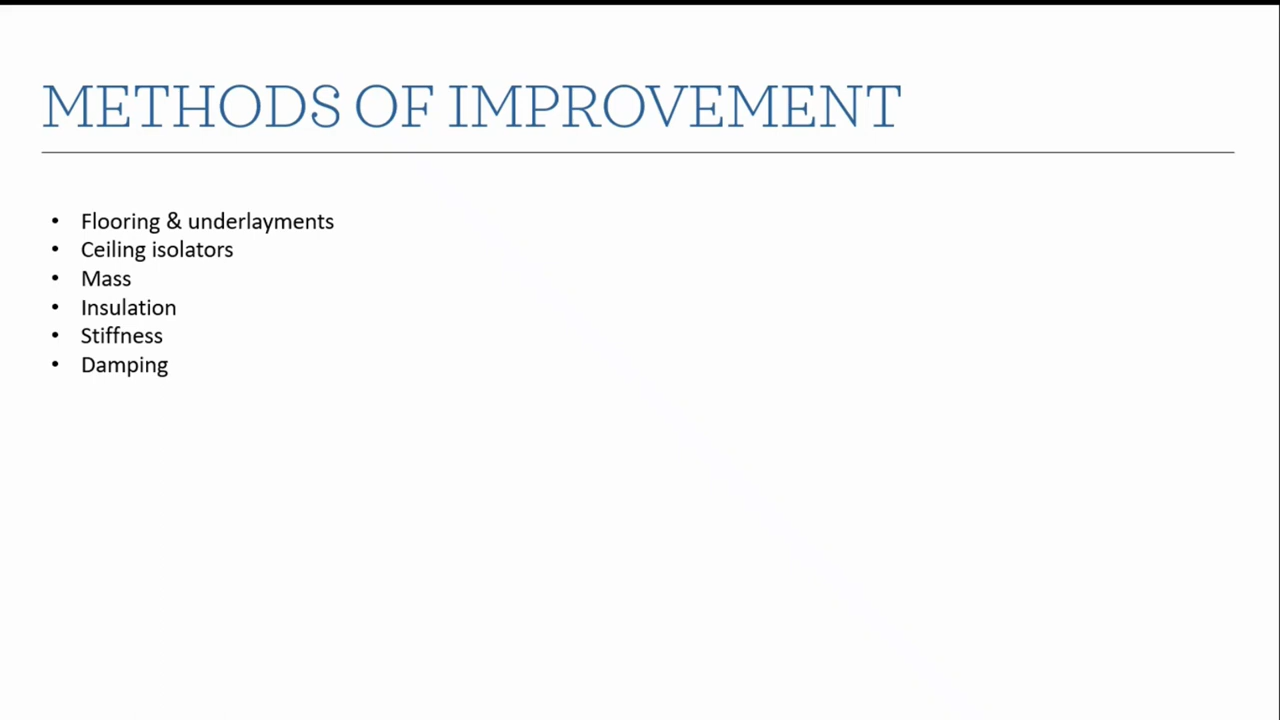 METHODS OF IMPROVEMENT
• Flooring & underlayments
• Ceiling isolators
• Mass
• Insulation
• Stiffness
• Damping